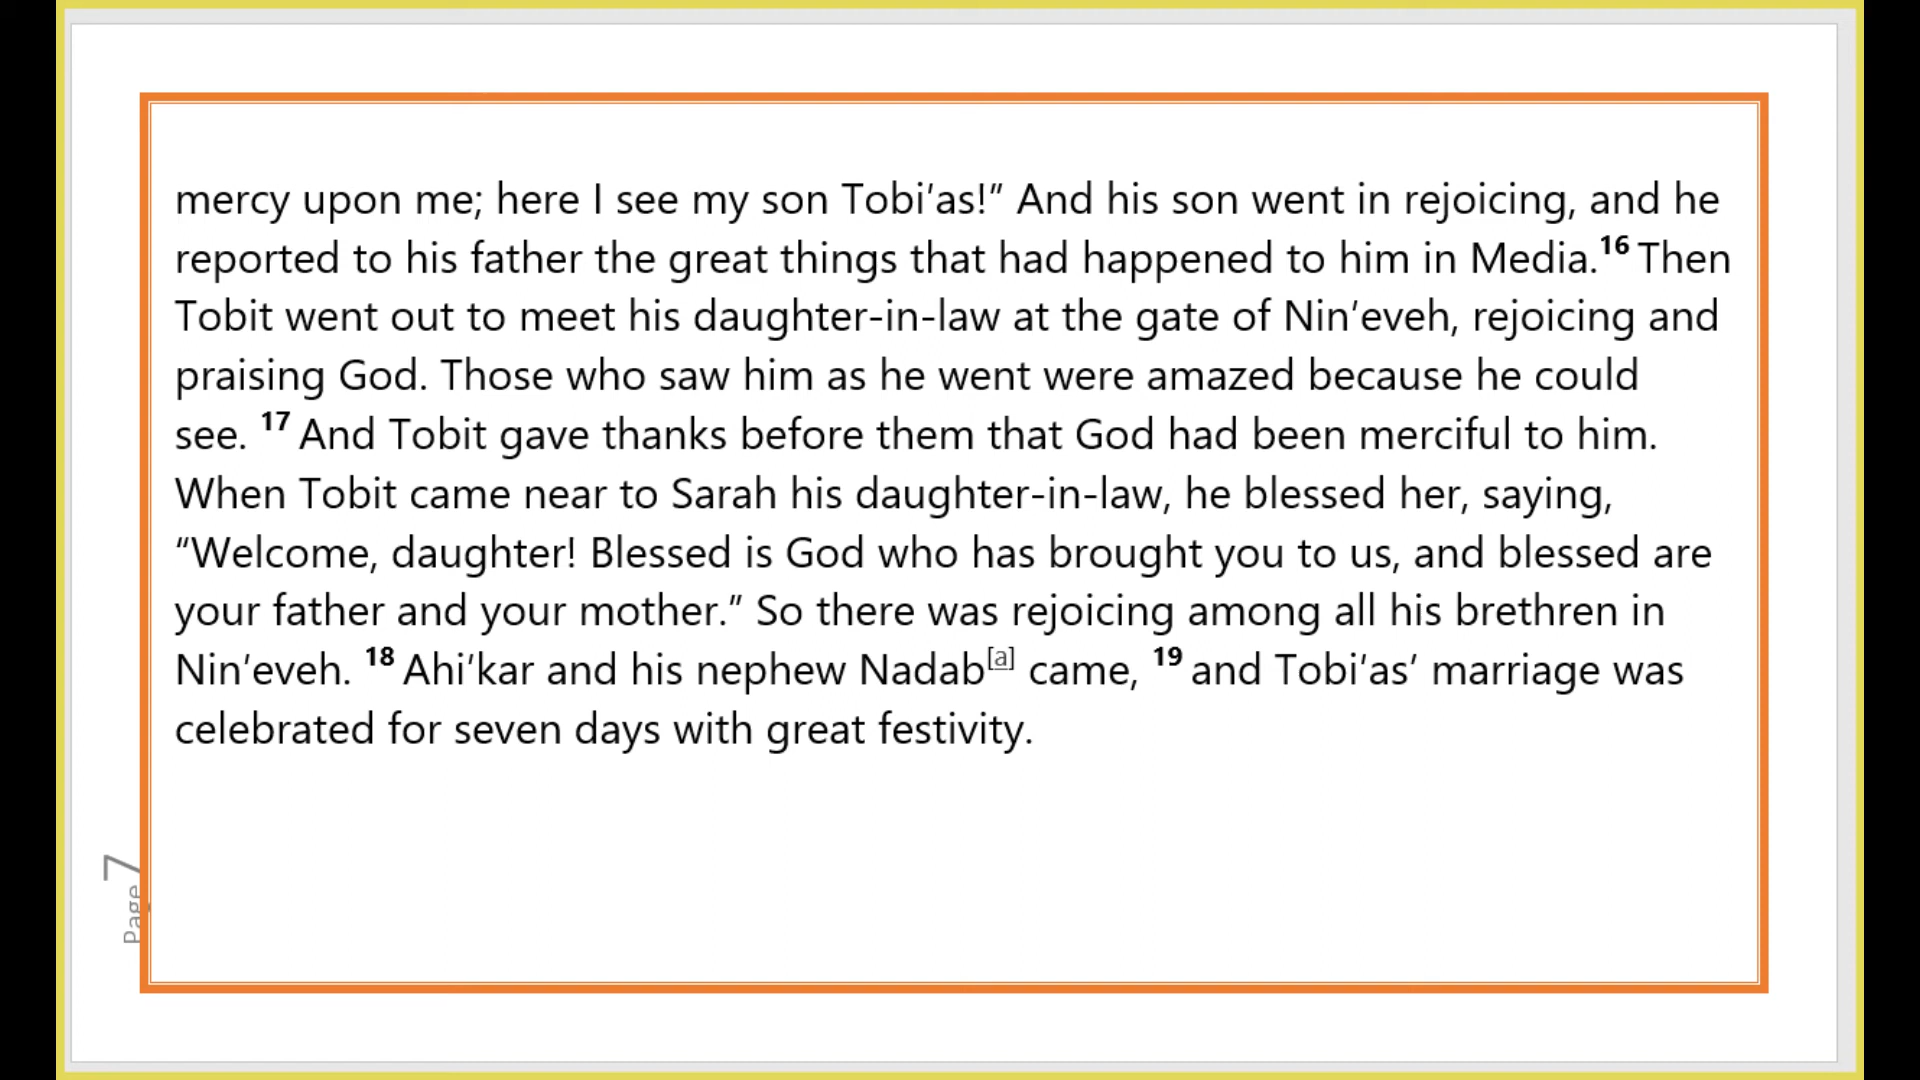 mercy upon me; here I see my son Tobi′as!” And his son went in rejoicing, and he
reported to his father the great things that had happened to him in Media.16 Then
Tobit went out to meet his daughter-in-law at the gate of Nin′eveh, rejoicing and
praising God. Those who saw him as he went were amazed because he could
see. 17 And Tobit gave thanks before them that God had been merciful to him.
When Tobit came near to Sarah his daughter-in-law, he blessed her, saying,
“Welcome, daughter! Blessed is God who has brought you to us, and blessed are
your father and your mother.” So there was rejoicing among all his brethren in
Nin′eveh. 18 Ahi′kar and his nephew Nadab[a] came, 19 and Tobi′as’ marriage was
celebrated for seven days with great festivity.
Page 7